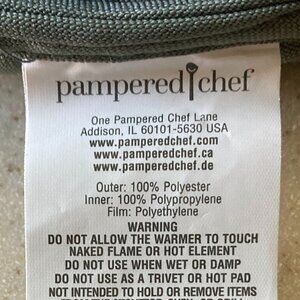 pampered chef
One Pampered Chef Lane
Addison, IL 60101-5630 USA
www.pamperedchef.com
www.pamperedchef.ca
www.pamperedchef.de
Outer: 100% Polyester
Inner: 100% Polypropylene
Film: Polyethylene
WARNING
DO NOT ALLOW THE WARMER TO TOUCH
NAKED FLAME OR HOT ELEMENT
DO NOT USE WHEN WET OR DAMP
DO NOT USE AS A TRIVET OR HOT PAD
NOT INTENDED TO HOLD OR REMOVE ITEMS